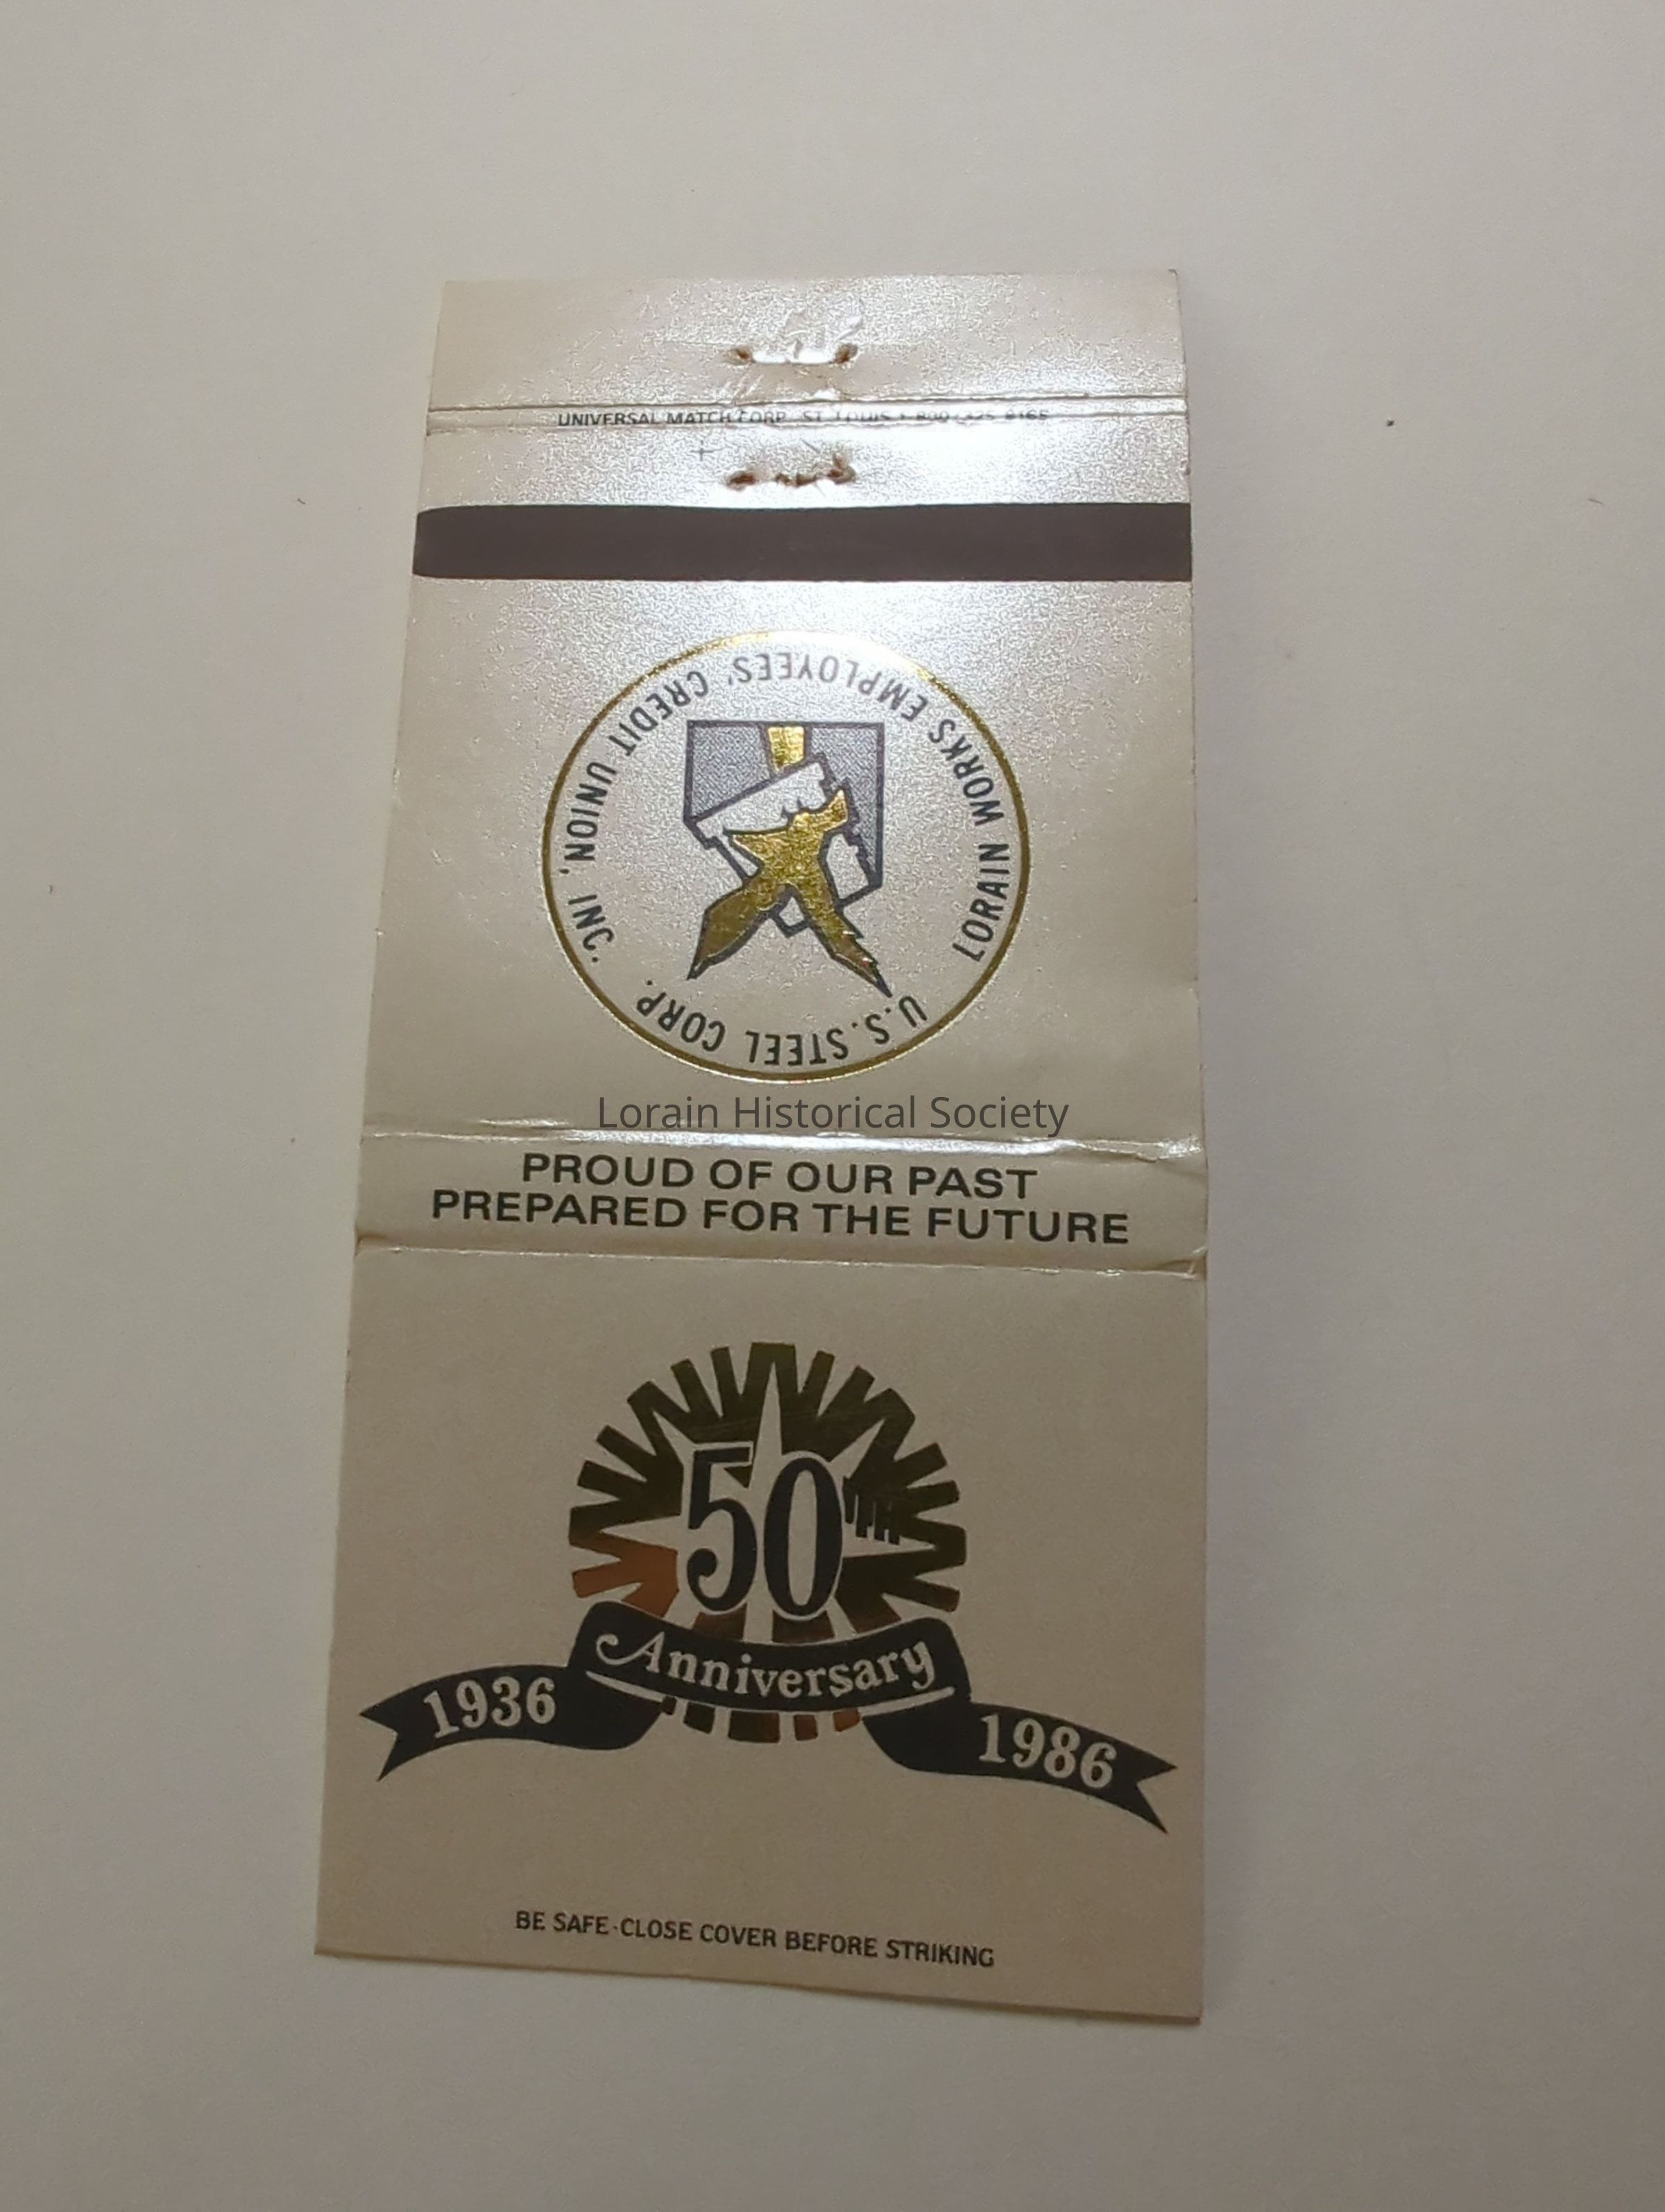 UNIVERSAL MATCH CORP. ST. LOUIS
U.S. STEEL CORP.
LORAIN WORKS EMPLOYEES' CREDIT UNION, INC.
Lorain Historical Society
PROUD OF OUR PAST
PREPARED FOR THE FUTURE
50TH
Anniversary
1936
1986
BE SAFE-CLOSE COVER BEFORE STRIKING